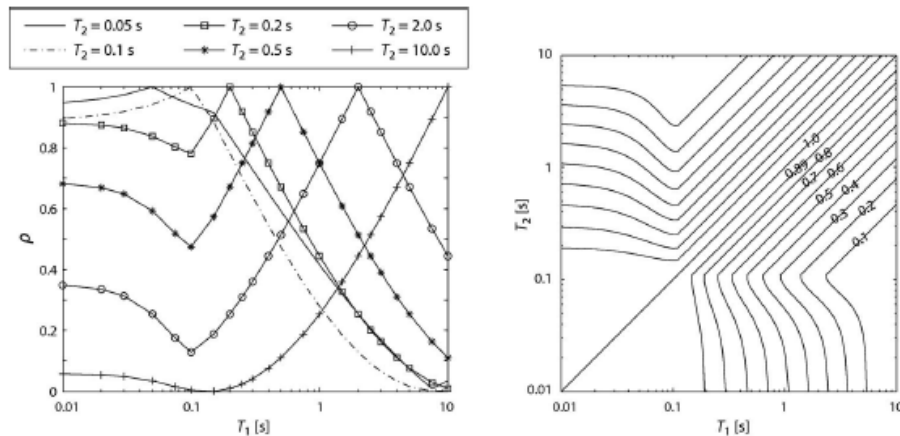 T2 = 0.05 s T2 = 0.2 s T2 = 2.0 s
T2 = 0.1 s T2 = 0.5 s T2 = 10.0 s
1
0.8
0.6
0.4
0.2
0
ρ
0.01 0.1 1 10
T1 [s]
10
1
0.1
0.01
T2 [s]
1.0
0.89 0.8
0.7 0.6
0.5 0.4
0.3 0.2
0.1
0.01 0.1 1 10
T1 [s]